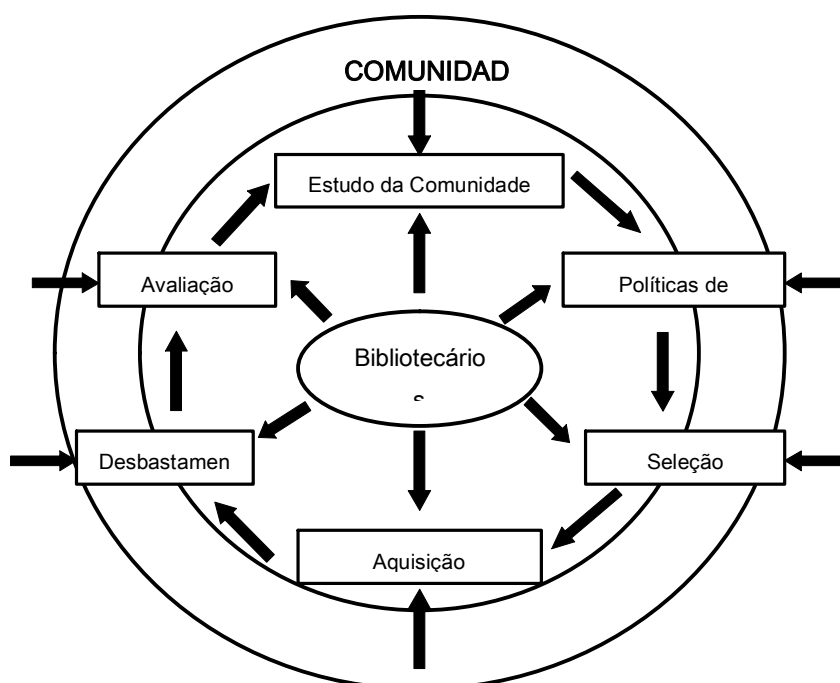 COMUNIDAD
Estudo da Comunidade
Avaliação
Políticas de
Bibliotecário
s
Desbastamen
Seleção
Aquisição